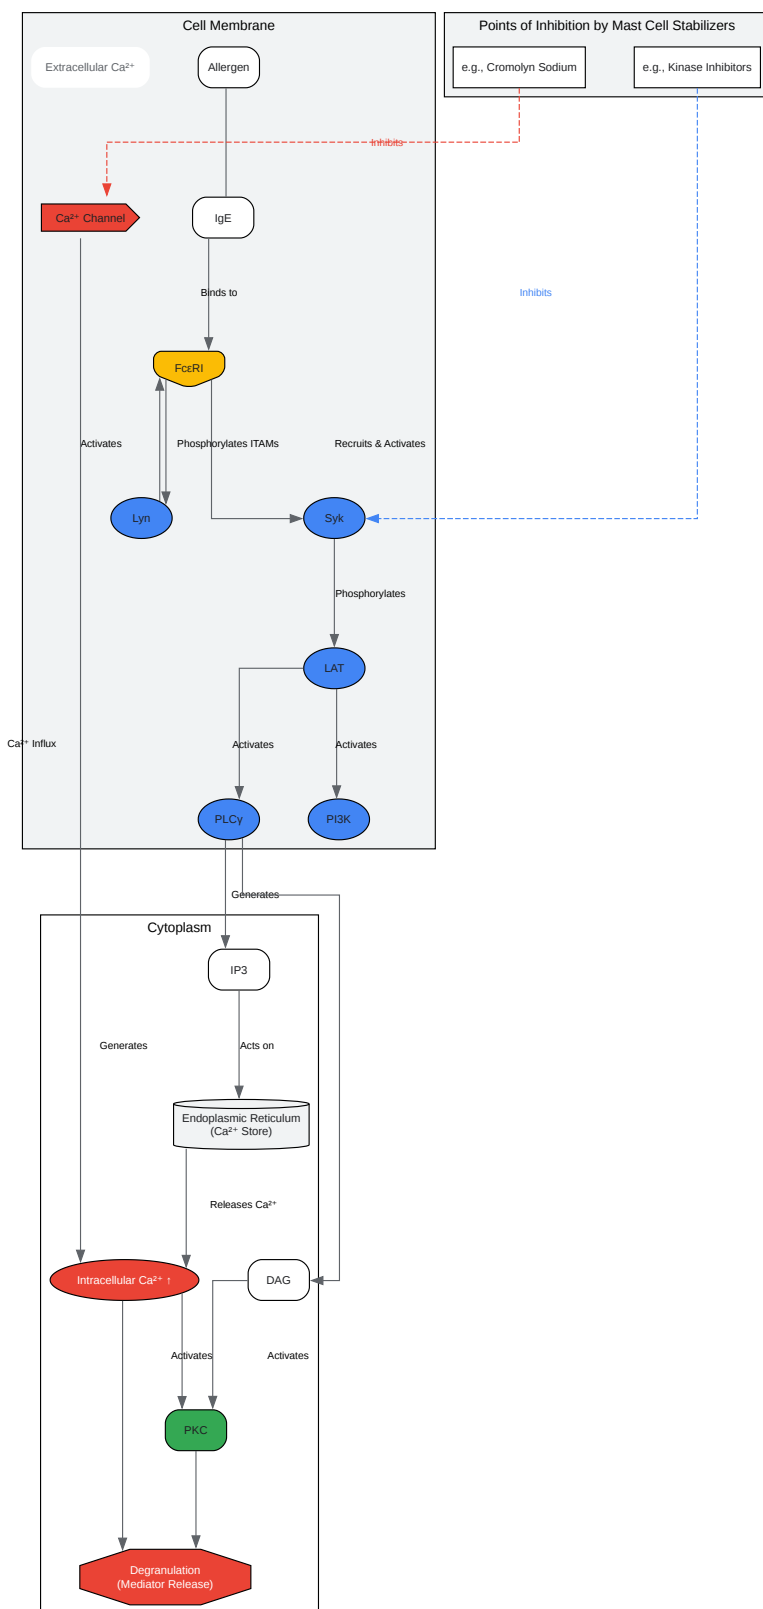 Cell Membrane
Points of Inhibition by Mast Cell Stabilizers
Extracellular Ca²⁺
Allergen
e.g., Cromolyn Sodium
e.g., Kinase Inhibitors
Inhibits
Ca²⁺ Channel
IgE
Binds to
Inhibits
FcεRI
Activates
Phosphorylates ITAMs
Recruits & Activates
Lyn
Syk
Phosphorylates
LAT
Ca²⁺ Influx
Activates
Activates
PLCγ
PI3K
Generates
Cytoplasm
IP3
Generates
Acts on
Endoplasmic Reticulum
(Ca²⁺ Store)
Releases Ca²⁺
Intracellular Ca²⁺ ↑
DAG
Activates
Activates
PKC
Degranulation
(Mediator Release)